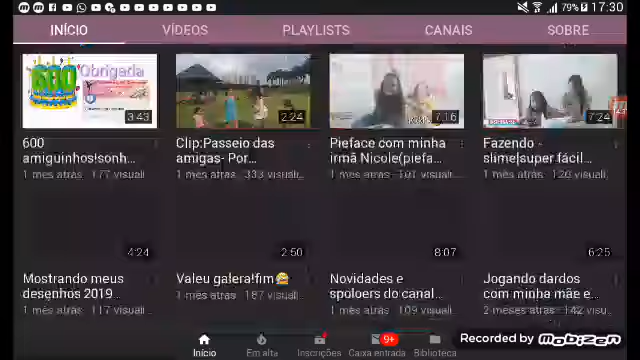 79% 17:30
INÍCIO VÍDEOS PLAYLISTS CANAIS SOBRE
600 Obrigada
3:43 2:24 7:16 7:24
600 Clip:Passeio das Pieface com minha Fazendo -
amiguinhos!sonh... amigas- Por... irmã Nicole(piefa... slime|super fácil...
1 mês atrás 177 visuali... 1 mês atrás 333 visuali... 1 mês atrás 101 visuali... 1 mês atrás 120 visuali...
4:24 2:50 8:07 6:25
Mostrando meus Valeu galera!fim😂 Novidades e Jogando dardos
desenhos 2019... 1 mês atrás 187 visuali... spoloers do canal... com minha mãe e...
1 mês atrás 117 visuali... 1 mês atrás 109 visuali... 2 meses atrás 142 visu...
9+
Início Em alta Inscrições Caixa entrada Biblioteca
Recorded by mobizen